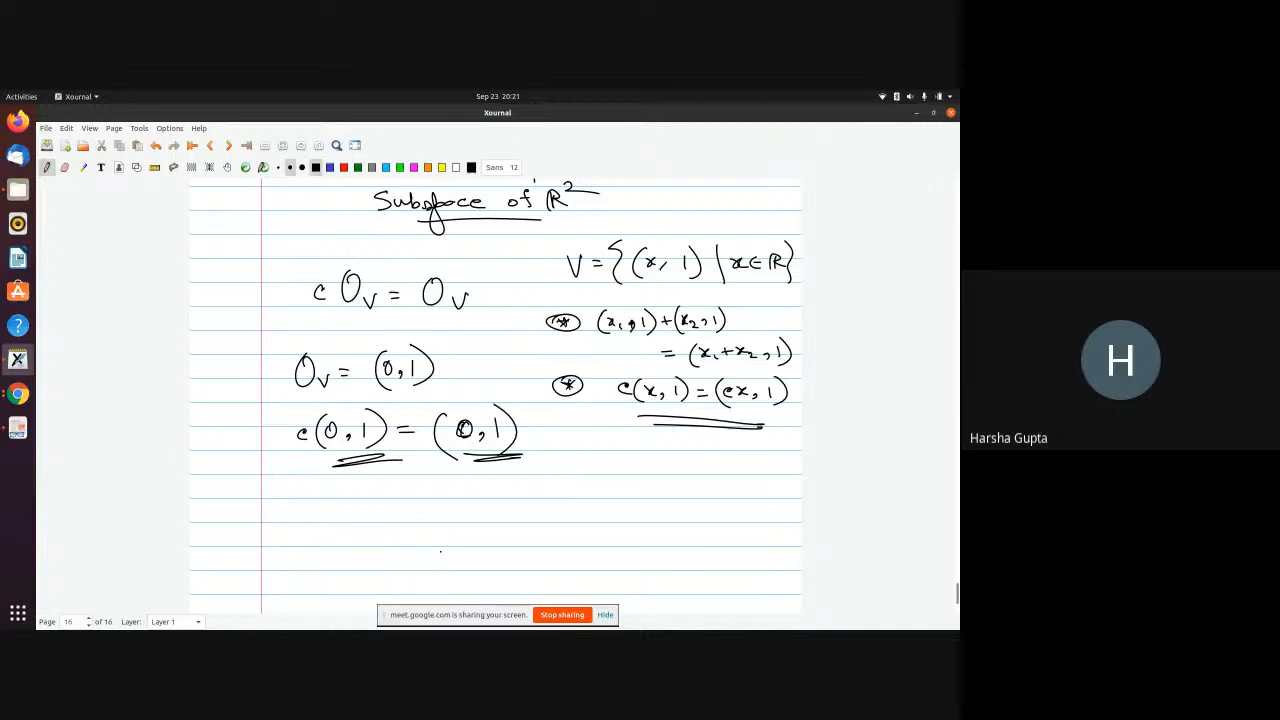 Activities Xournal Sep 23 20:21
Xournal
File Edit View Page Tools Options Help
Sans 12
Subspace of ℝ²
V = {(x, 1) | x ∈ ℝ}
c 0_V = 0_V
* (x₁, 1) + (x₂, 1)
= (x₁ + x₂, 1)
0_V = (0, 1)
* c(x, 1) = (cx, 1)
c(0, 1) = (0, 1)
H
Harsha Gupta
meet.google.com is sharing your screen. Stop sharing Hide
Page 16 of 16 Layer: Layer 1